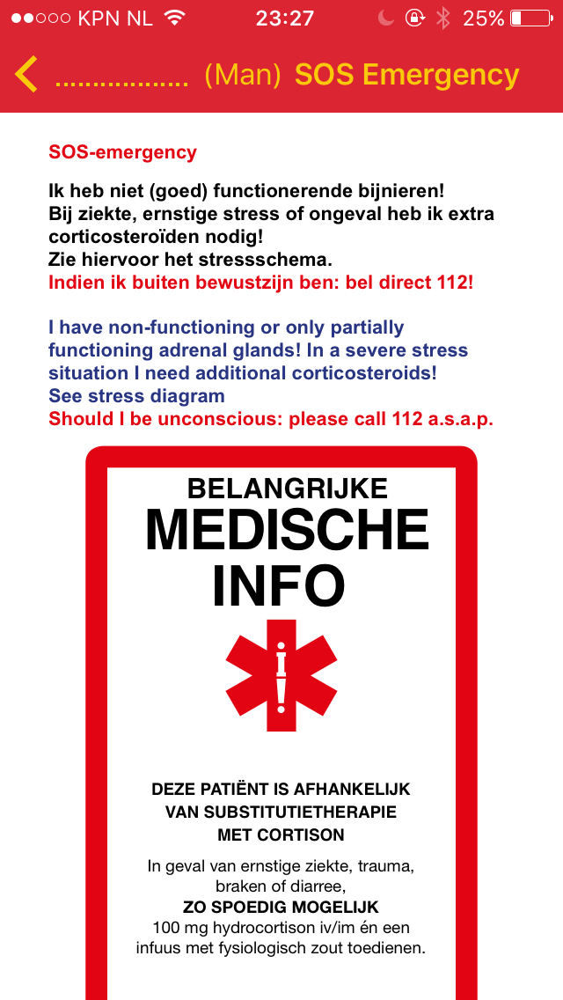 KPN NL 23:27 25%
.................. (Man) SOS Emergency
SOS-emergency
Ik heb niet (goed) functionerende bijnieren!
Bij ziekte, ernstige stress of ongeval heb ik extra
corticosteroïden nodig!
Zie hiervoor het stressschema.
Indien ik buiten bewustzijn ben: bel direct 112!
I have non-functioning or only partially
functioning adrenal glands! In a severe stress
situation I need additional corticosteroids!
See stress diagram
Should I be unconscious: please call 112 a.s.a.p.
BELANGRIJKE
MEDISCHE
INFO
DEZE PATIËNT IS AFHANKELIJK
VAN SUBSTITUTIETHERAPIE
MET CORTISON
In geval van ernstige ziekte, trauma,
braken of diarree,
ZO SPOEDIG MOGELIJK
100 mg hydrocortison iv/im én een
infuus met fysiologisch zout toedienen.